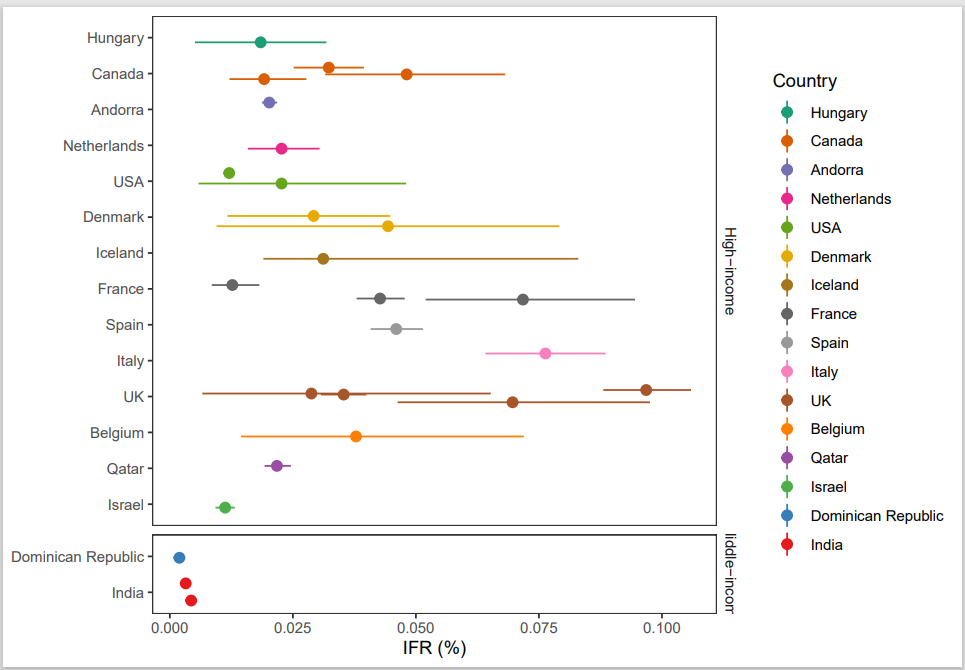 Hungary
Canada
Andorra
Netherlands
USA
Denmark
Iceland
France
Spain
Italy
UK
Belgium
Qatar
Israel
High−income
Dominican Republic
India
liddle−incom
0.000 0.025 0.050 0.075 0.100
IFR (%)
Country
Hungary
Canada
Andorra
Netherlands
USA
Denmark
Iceland
France
Spain
Italy
UK
Belgium
Qatar
Israel
Dominican Republic
India